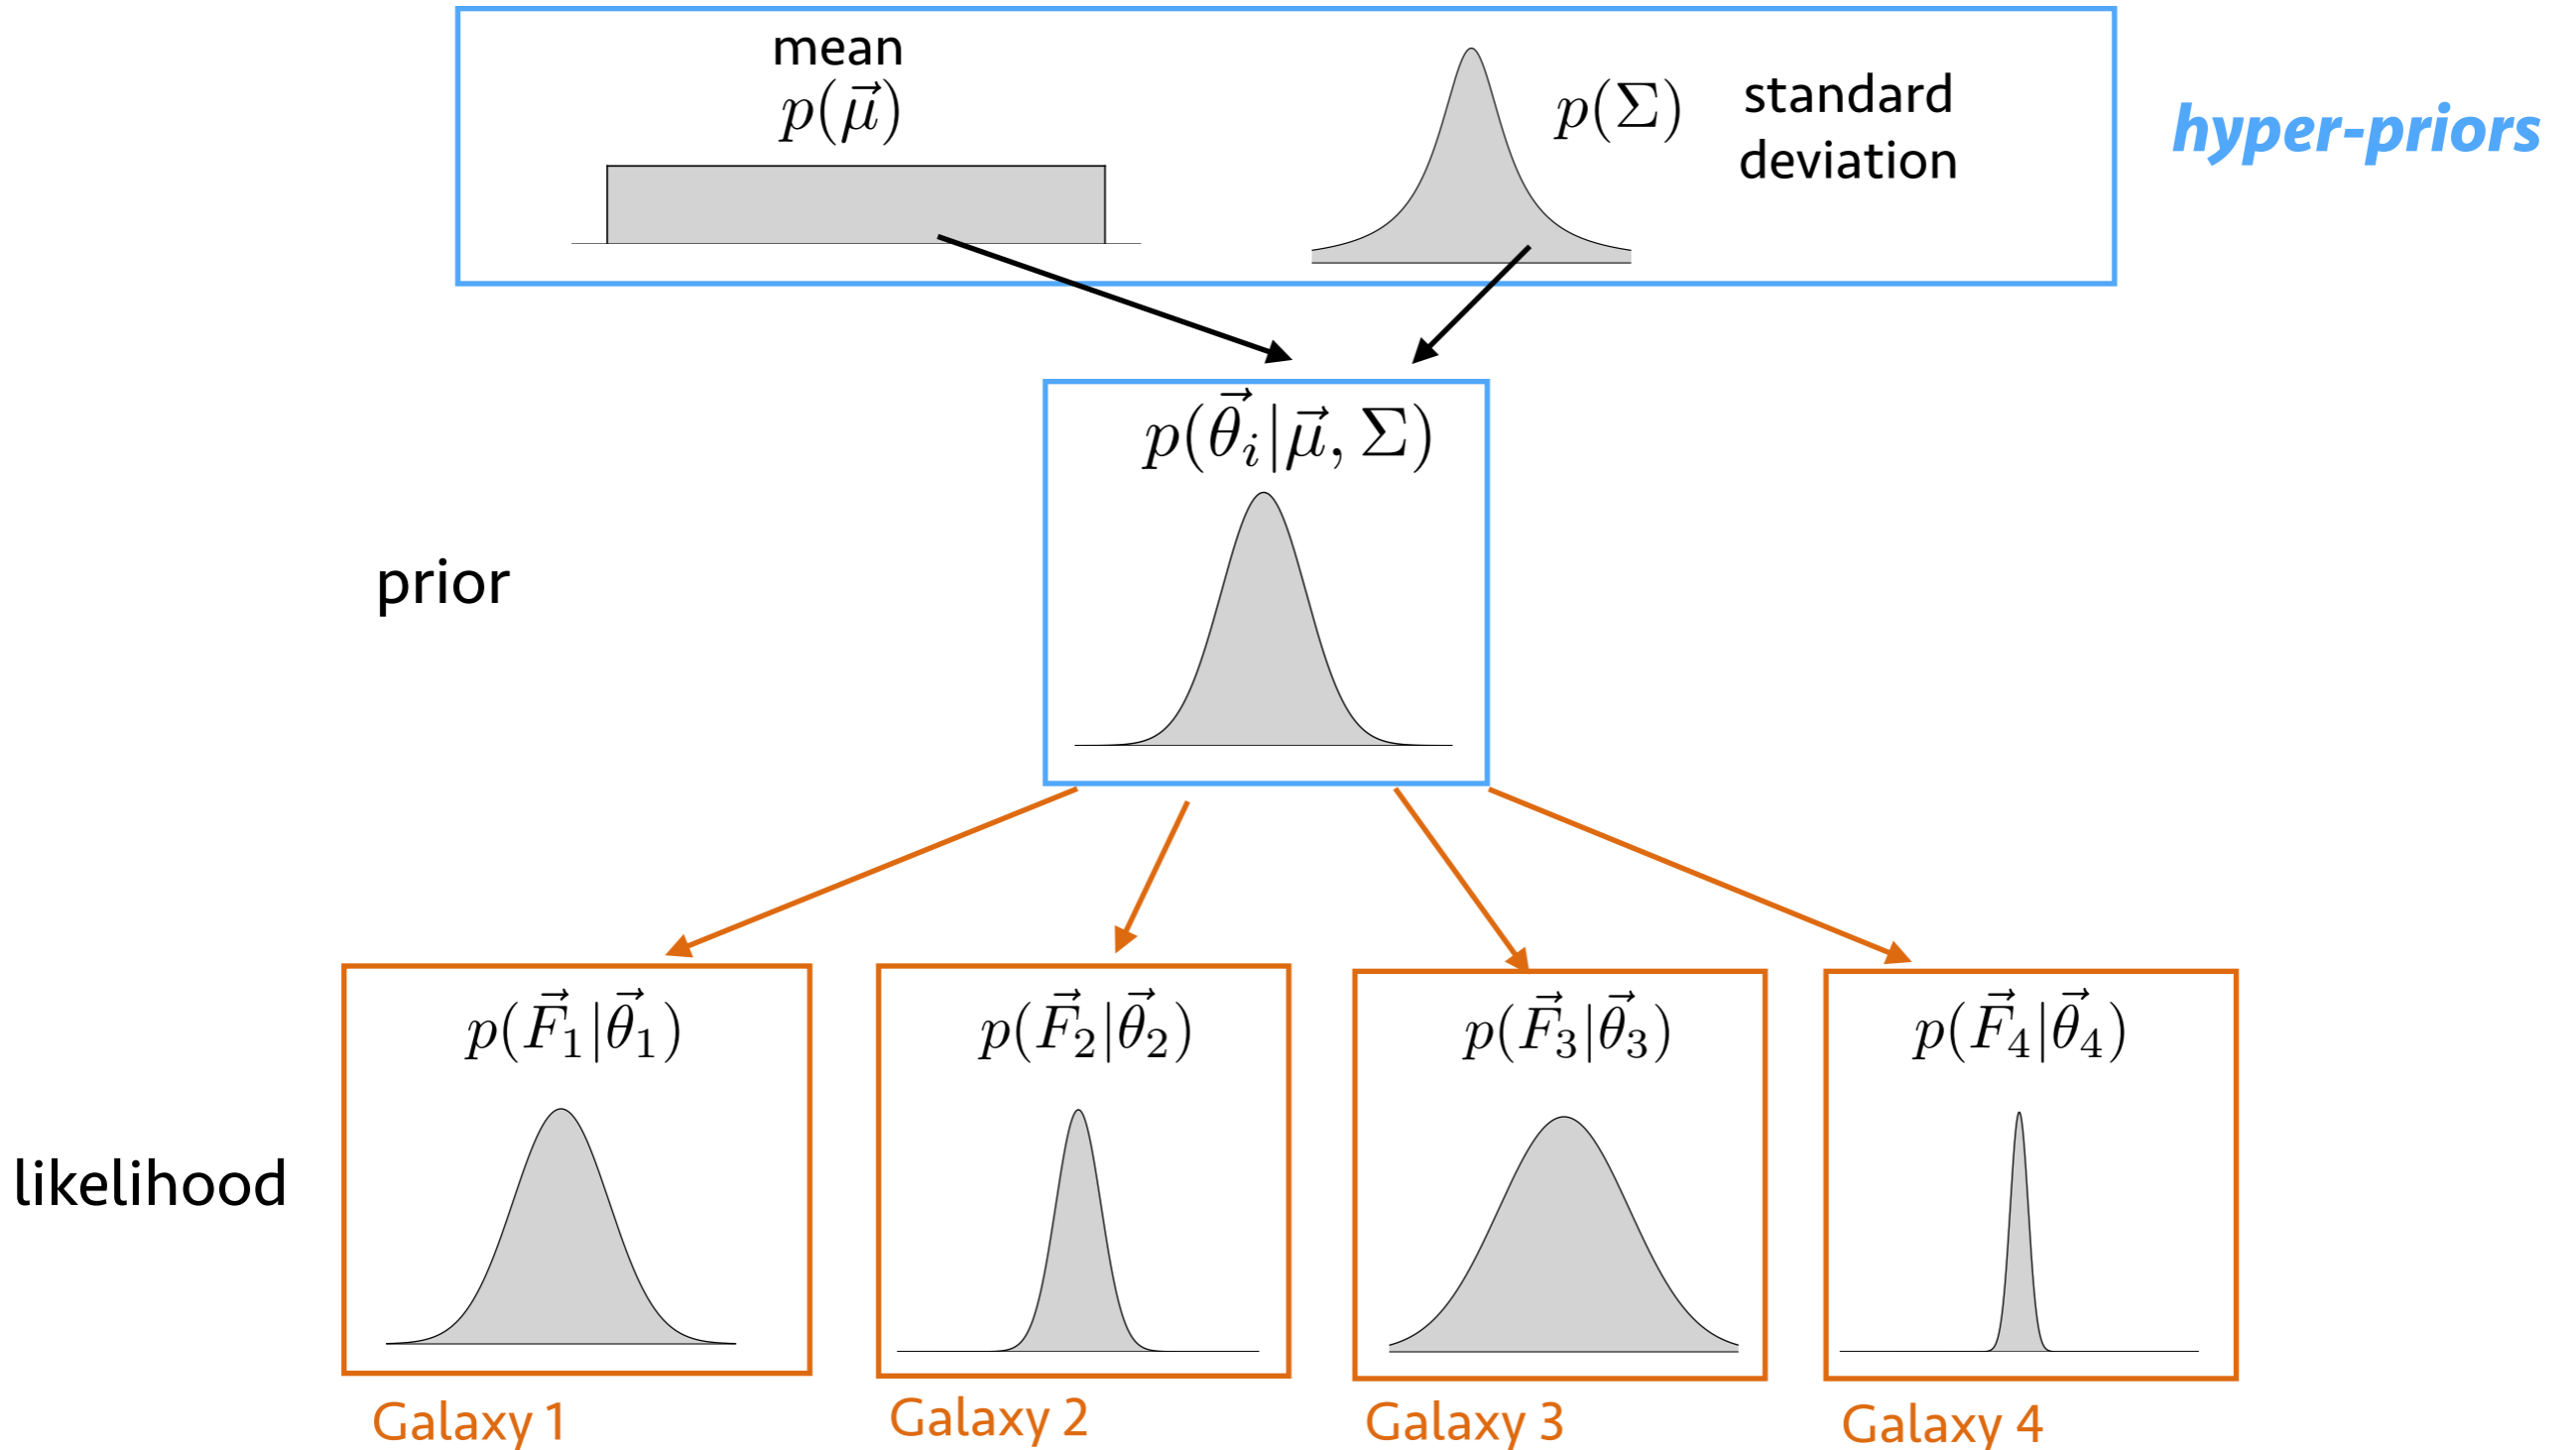 mean
p(μ⃗)
p(Σ)
standard
deviation
hyper-priors
p(θ⃗ᵢ|μ⃗, Σ)
prior
p(F⃗₁|θ⃗₁)
p(F⃗₂|θ⃗₂)
p(F⃗₃|θ⃗₃)
p(F⃗₄|θ⃗₄)
likelihood
Galaxy 1
Galaxy 2
Galaxy 3
Galaxy 4